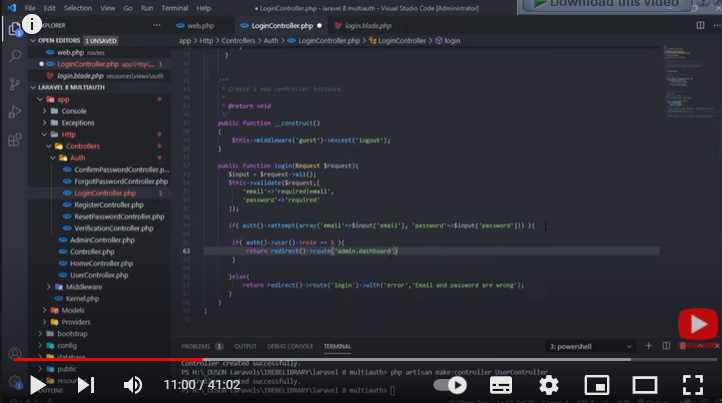 Download this video
File Edit Selection View Go Run Terminal Help
LoginController.php - laravel 8 multiauth - Visual Studio Code [Administrator]
EXPLORER
web.php
LoginController.php
login.blade.php
OPEN EDITORS 1 UNSAVED
web.php routes
LoginController.php app\Http\... 1
login.blade.php resources\views\auth
LARAVEL 8 MULTIAUTH
app
Console
Exceptions
Http
Controllers
Auth
ConfirmPasswordController.php
ForgotPasswordController.php
LoginController.php 1
RegisterController.php
ResetPasswordController.php
VerificationController.php
AdminController.php
Controller.php
HomeController.php
UserController.php
Middleware
Kernel.php
Models
Providers
bootstrap
config
database
public
resou
app > Http > Controllers > Auth > LoginController.php > LoginController > login
}
/**
* Create a new controller instance.
*
* @return void
*/
public function __construct()
{
$this->middleware('guest')->except('logout');
}
public function login(Request $request){
$input = $request->all();
$this->validate($request,[
'email'=>'required|email',
'password'=>'required'
]);
if( auth()->attempt(array('email'=>$input['email'], 'password'=>$input['password'])) ){
if( auth()->user()->role == 1 ){
62
return redirect()->route('admin.dashboard')
}
}else{
return redirect()->route('login')->with('error','Email and password are wrong');
}
}
}
PROBLEMS 1 OUTPUT DEBUG CONSOLE TERMINAL
3: powershell
Controller created successfully.
laravel 8 multiauth> php artisan make:controller UserController
Controller created successfully.
laravel 8 multiauth>
11:00 / 41:02